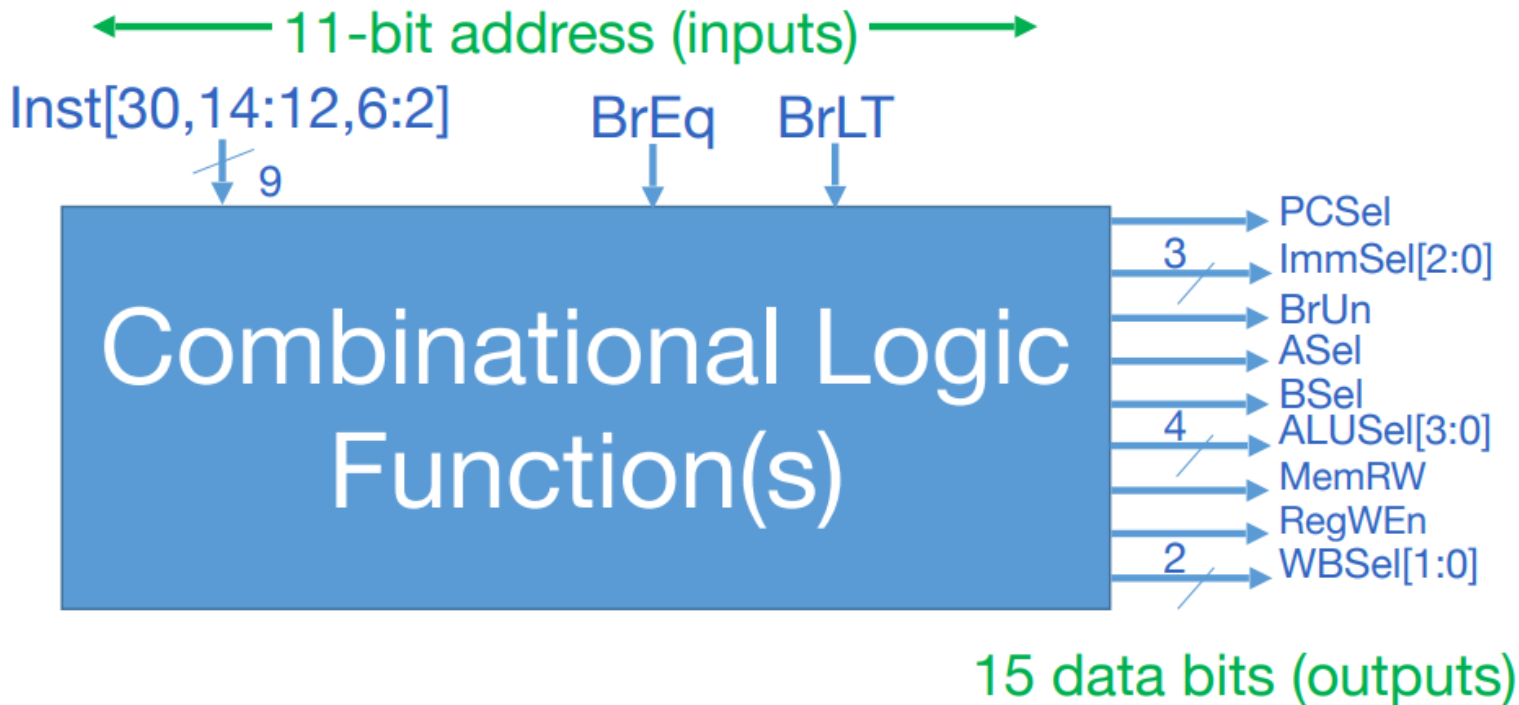 11-bit address (inputs)
Inst[30,14:12,6:2]
BrEq
BrLT
9
Combinational Logic
Function(s)
PCSel
3
ImmSel[2:0]
BrUn
ASel
BSel
4
ALUSel[3:0]
MemRW
RegWEn
2
WBSel[1:0]
15 data bits (outputs)